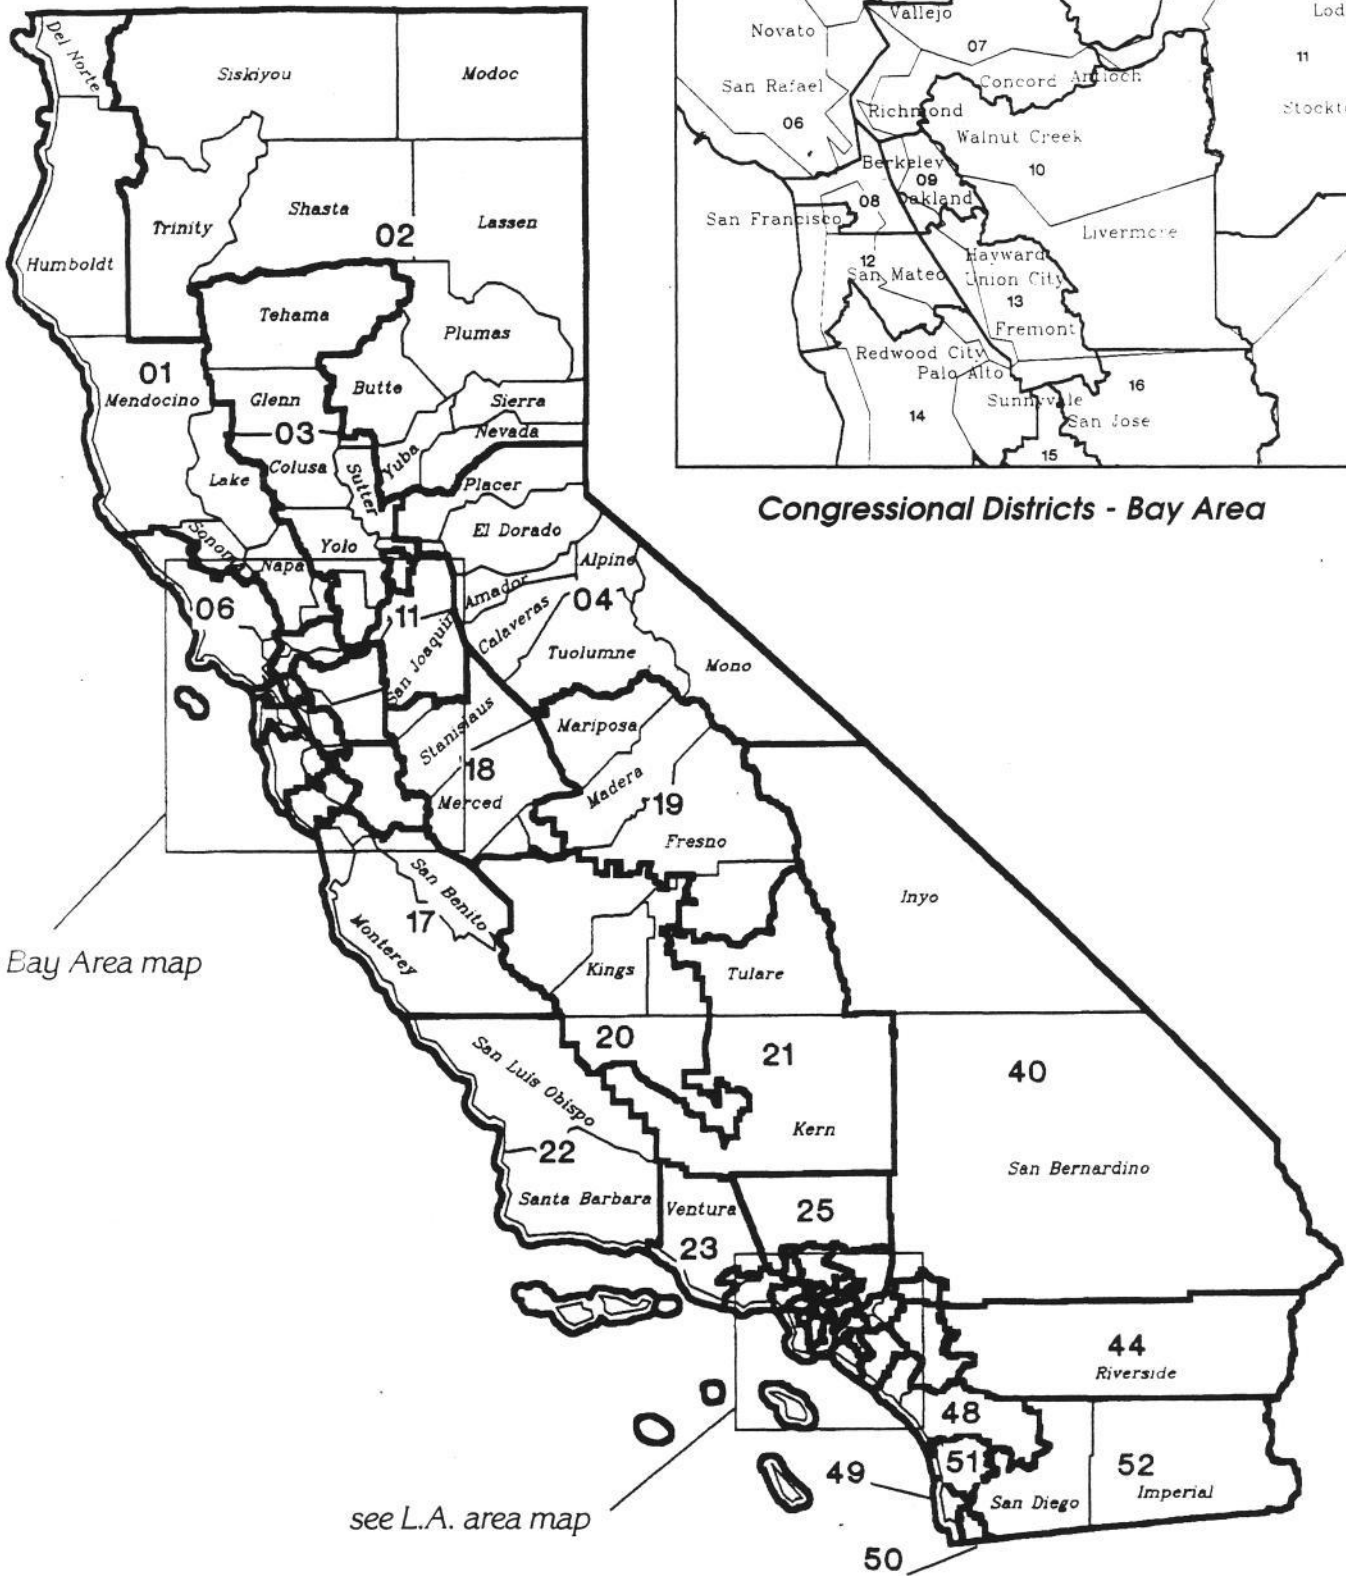 Del Norte
Siskiyou
Modoc
Trinity
Shasta
02
Lassen
Humboldt
Tehama
Plumas
01
Mendocino
Glenn
Butte
Sierra
03
Nevada
Lake
Colusa
Sutter
Yuba
Placer
Sonoma
Napa
Yolo
El Dorado
Alpine
06
11
Amador
Calaveras
04
San Joaquin
Tuolumne
Mono
Stanislaus
Mariposa
18
Merced
Madera
19
Fresno
San Benito
17
Monterey
Inyo
Kings
Tulare
20
21
40
San Luis Obispo
Kern
22
San Bernardino
Santa Barbara
Ventura
25
23
44
Riverside
48
51
49
52
San Diego
Imperial
50
Bay Area map
see L.A. area map
Vallejo
Lod
Novato
07
11
San Rafael
Concord
Antioch
Richmond
Stockt
06
Walnut Creek
10
Berkeley
09
08
Oakland
San Francisco
Livermore
12
San Mateo
Hayward
Union City
13
Fremont
Redwood City
Palo Alto
16
Sunnyvale
14
San Jose
15
Congressional Districts - Bay Area